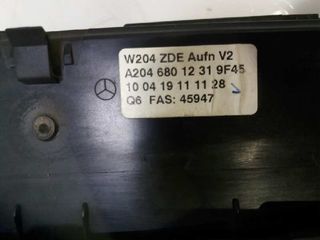 W204 ZDE Aufn V2
A204 680 12 31 9F45
10 04 19 11 11 28
Q6 FAS: 45947